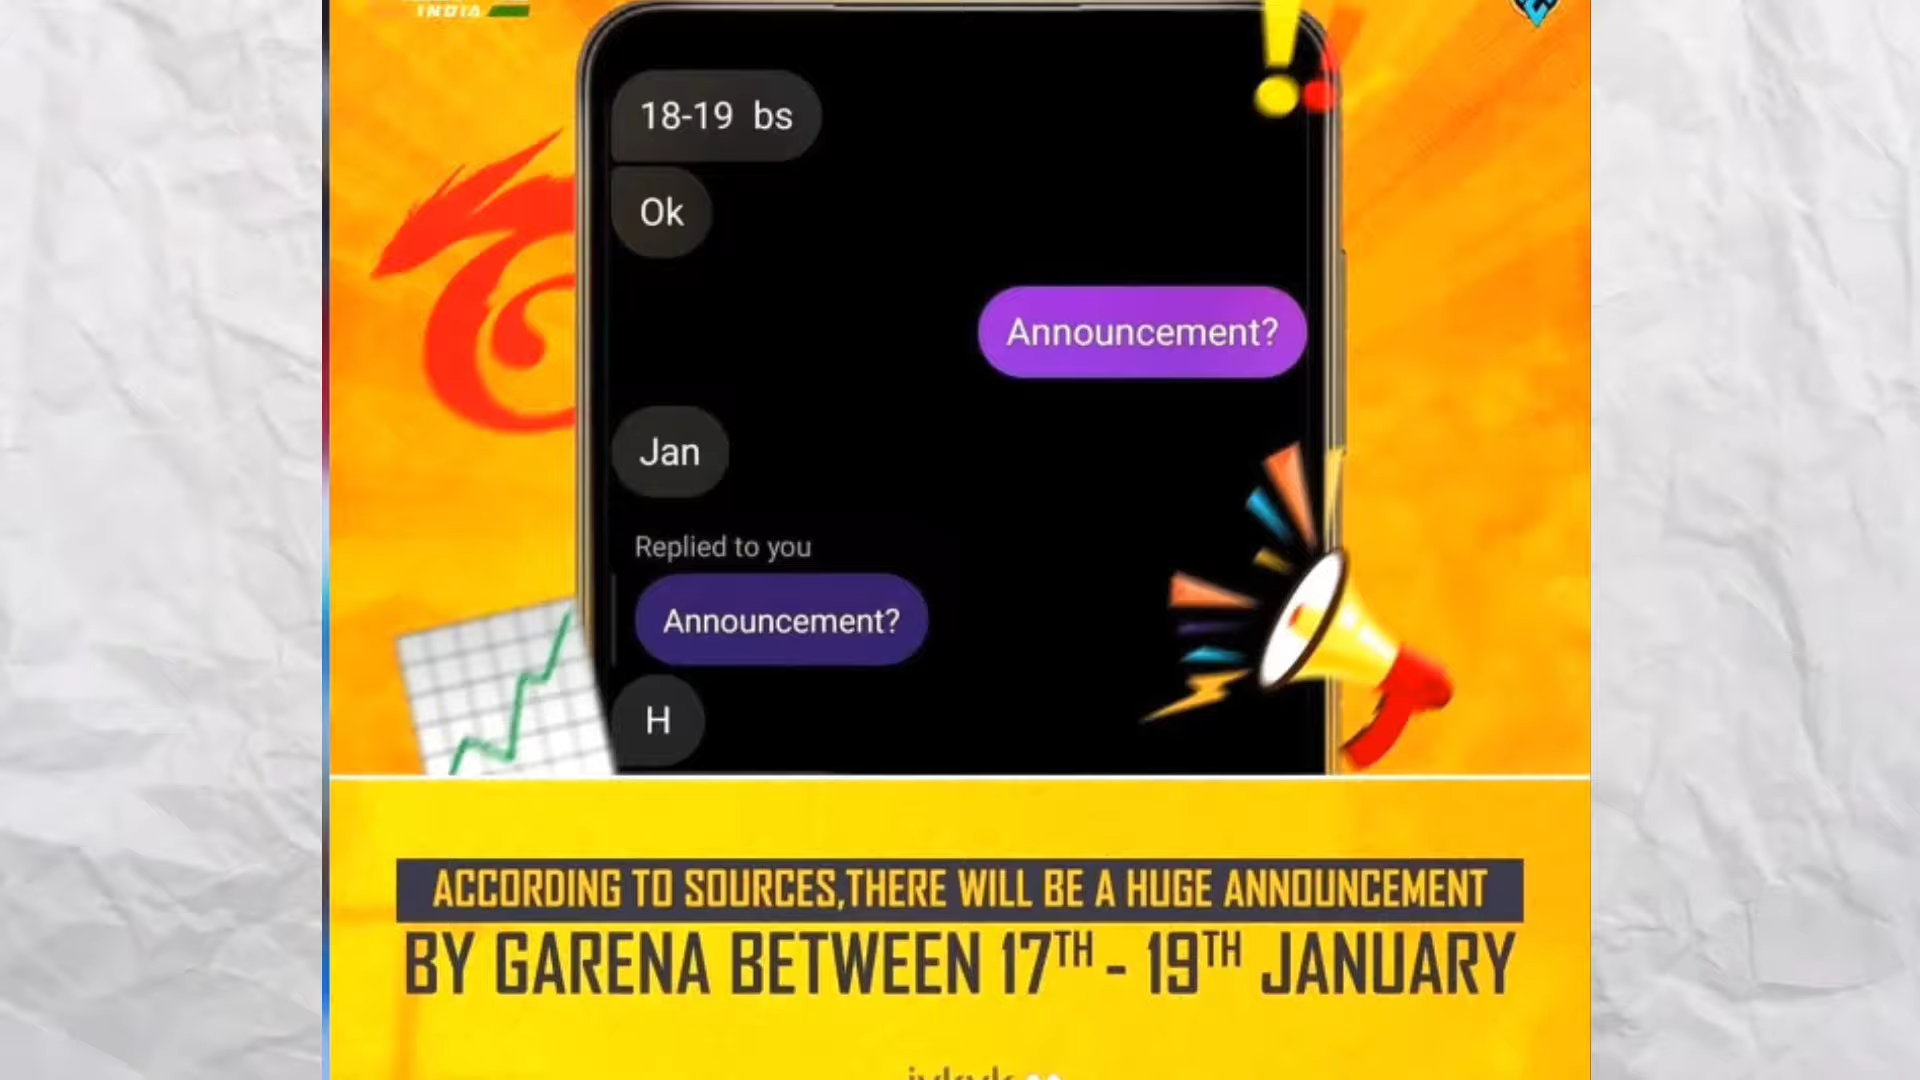 INDIA
18-19 bs
Ok
Announcement?
Jan
Replied to you
Announcement?
H
ACCORDING TO SOURCES,THERE WILL BE A HUGE ANNOUNCEMENT
BY GARENA BETWEEN 17TH - 19TH JANUARY